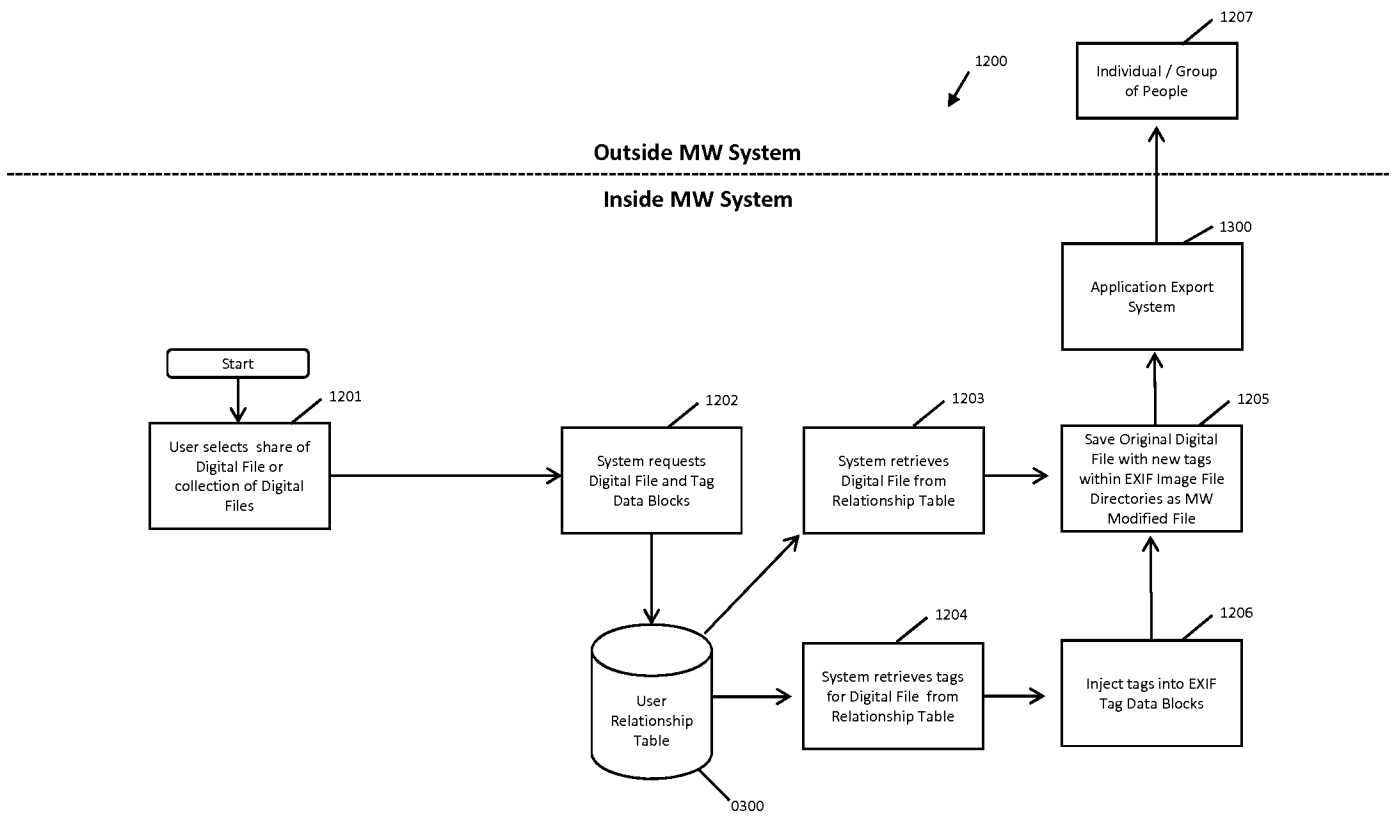 1207
Individual / Group
of People
1200
Outside MW System
Inside MW System
1300
Application Export
System
Start
1201
User selects share of
Digital File or
collection of Digital
Files
1202
System requests
Digital File and Tag
Data Blocks
1203
System retrieves
Digital File from
Relationship Table
1205
Save Original Digital
File with new tags
within EXIF Image File
Directories as MW
Modified File
User
Relationship
Table
0300
1204
System retrieves tags
for Digital File from
Relationship Table
1206
Inject tags into EXIF
Tag Data Blocks